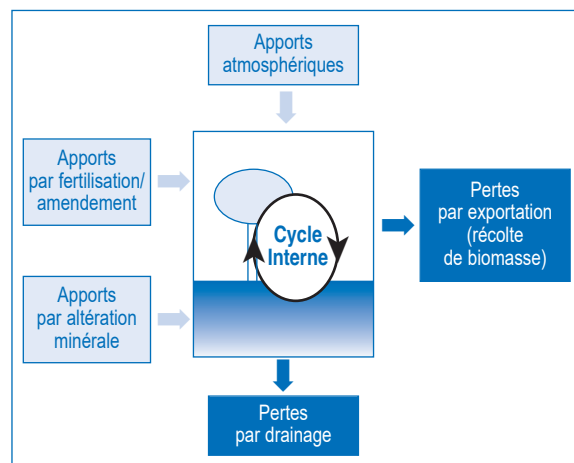 Apports
atmosphériques
Apports
par fertilisation/
amendement
Cycle
Interne
Pertes
par exportation
(récolte
de biomasse)
Apports
par altération
minérale
Pertes
par drainage